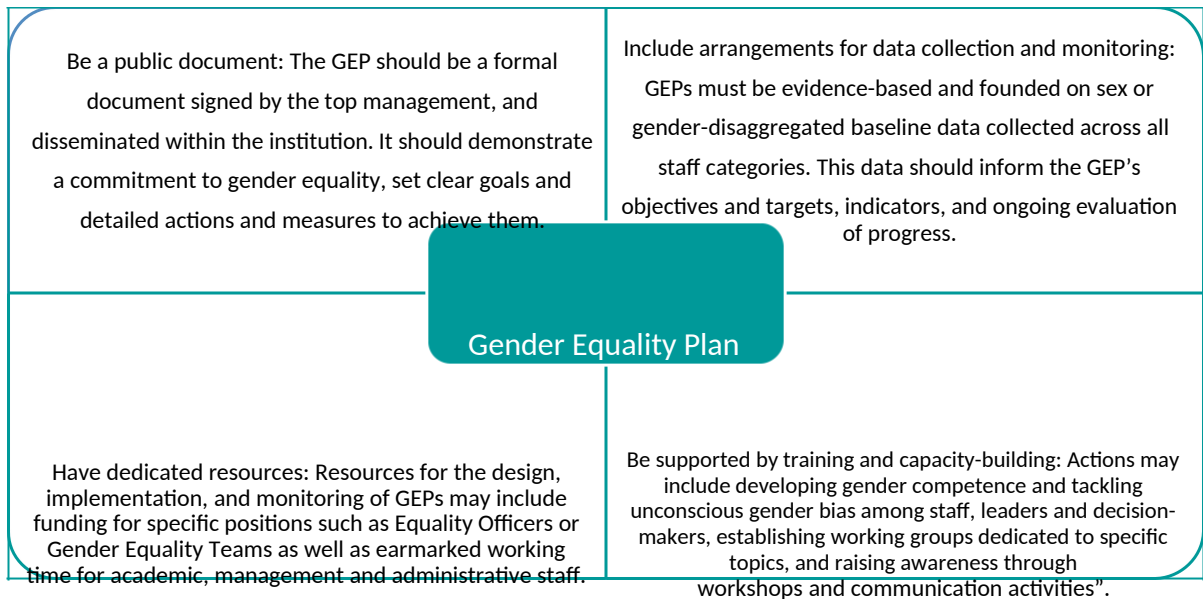 Be a public document: The GEP should be a formal
document signed by the top management, and
disseminated within the institution. It should demonstrate
a commitment to gender equality, set clear goals and
detailed actions and measures to achieve them.
Include arrangements for data collection and monitoring:
GEPs must be evidence-based and founded on sex or
gender-disaggregated baseline data collected across all
staff categories. This data should inform the GEP’s
objectives and targets, indicators, and ongoing evaluation
of progress.
Gender Equality Plan
Have dedicated resources: Resources for the design,
implementation, and monitoring of GEPs may include
funding for specific positions such as Equality Officers or
Gender Equality Teams as well as earmarked working
time for academic, management and administrative staff.
Be supported by training and capacity-building: Actions may
include developing gender competence and tackling
unconscious gender bias among staff, leaders and decision-
makers, establishing working groups dedicated to specific
topics, and raising awareness through
workshops and communication activities”.